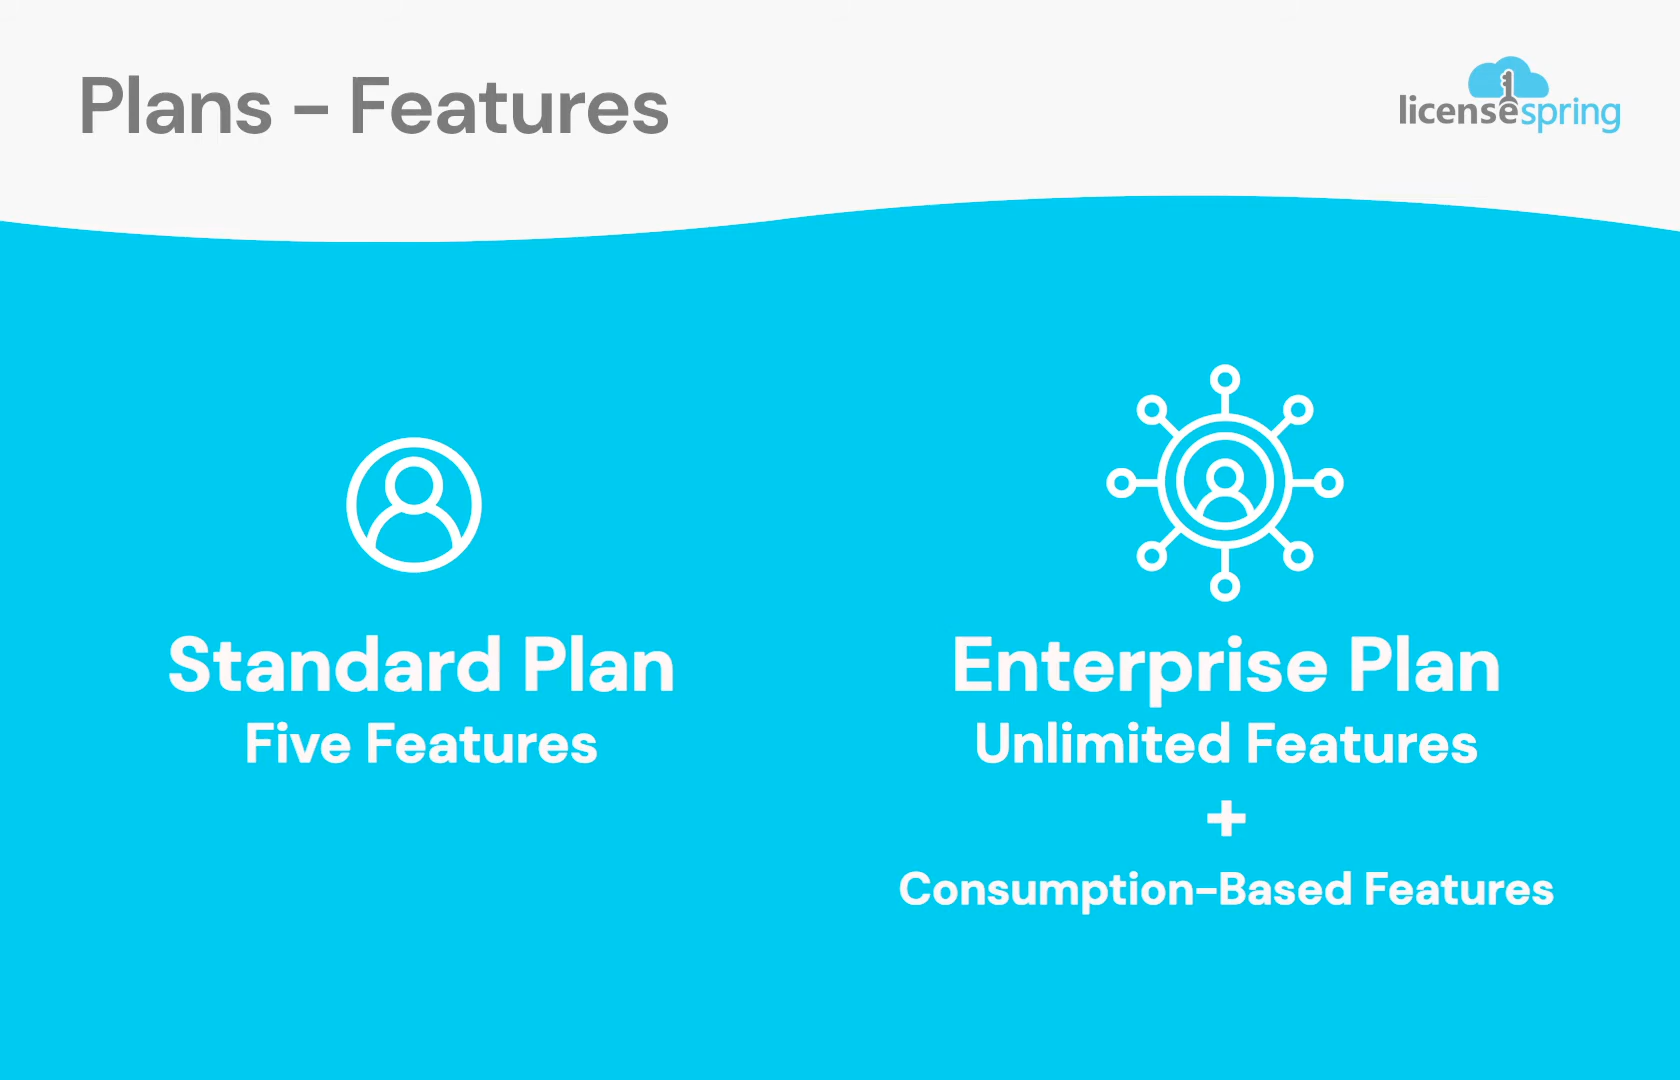 Plans - Features
licensespring
Standard Plan
Five Features
Enterprise Plan
Unlimited Features
+
Consumption-Based Features